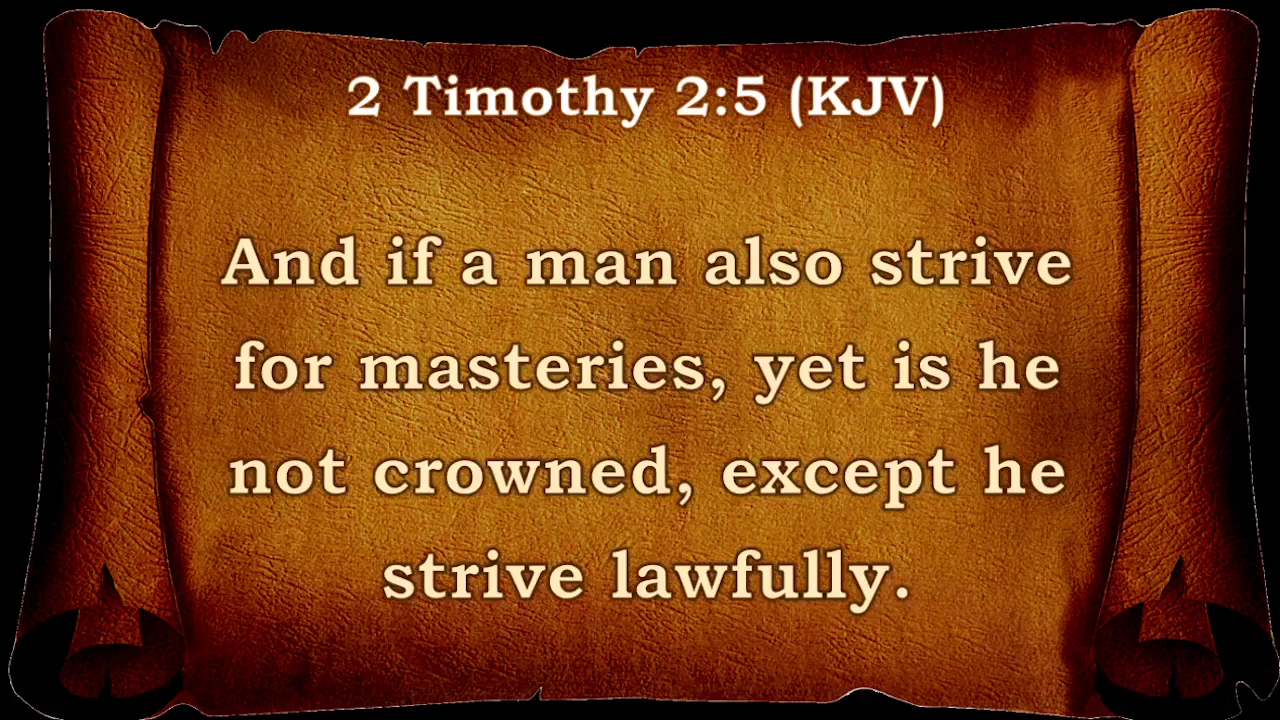 2 Timothy 2:5 (KJV)
And if a man also strive
for masteries, yet is he
not crowned, except he
strive lawfully.